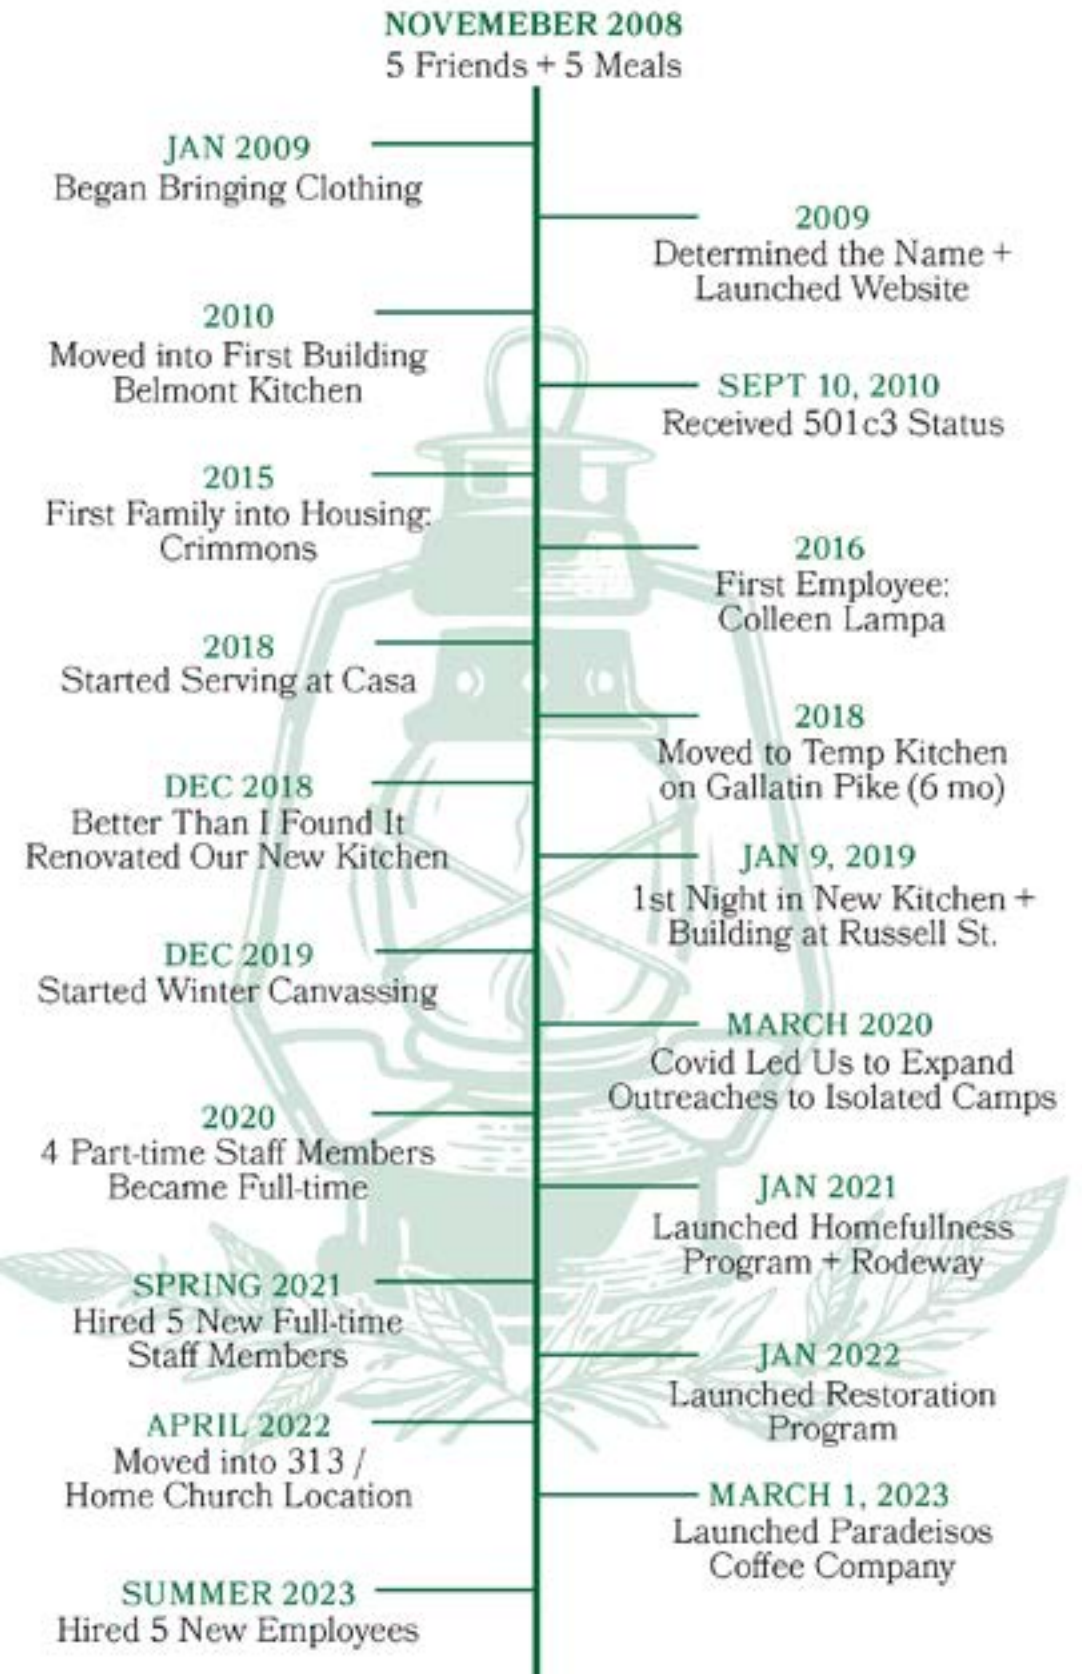 NOVEMEBER 2008
5 Friends + 5 Meals
JAN 2009
Began Bringing Clothing
2009
Determined the Name +
Launched Website
2010
Moved into First Building
Belmont Kitchen
SEPT 10, 2010
Received 501c3 Status
2015
First Family into Housing:
Crimmons
2016
First Employee:
Colleen Lampa
2018
Started Serving at Casa
2018
Moved to Temp Kitchen
on Gallatin Pike (6 mo)
DEC 2018
Better Than I Found It
Renovated Our New Kitchen
JAN 9, 2019
1st Night in New Kitchen +
Building at Russell St.
DEC 2019
Started Winter Canvassing
MARCH 2020
Covid Led Us to Expand
Outreaches to Isolated Camps
2020
4 Part-time Staff Members
Became Full-time
JAN 2021
Launched Homefullness
Program + Rodeway
SPRING 2021
Hired 5 New Full-time
Staff Members
JAN 2022
Launched Restoration
Program
APRIL 2022
Moved into 313 /
Home Church Location
MARCH 1, 2023
Launched Paradeisos
Coffee Company
SUMMER 2023
Hired 5 New Employees